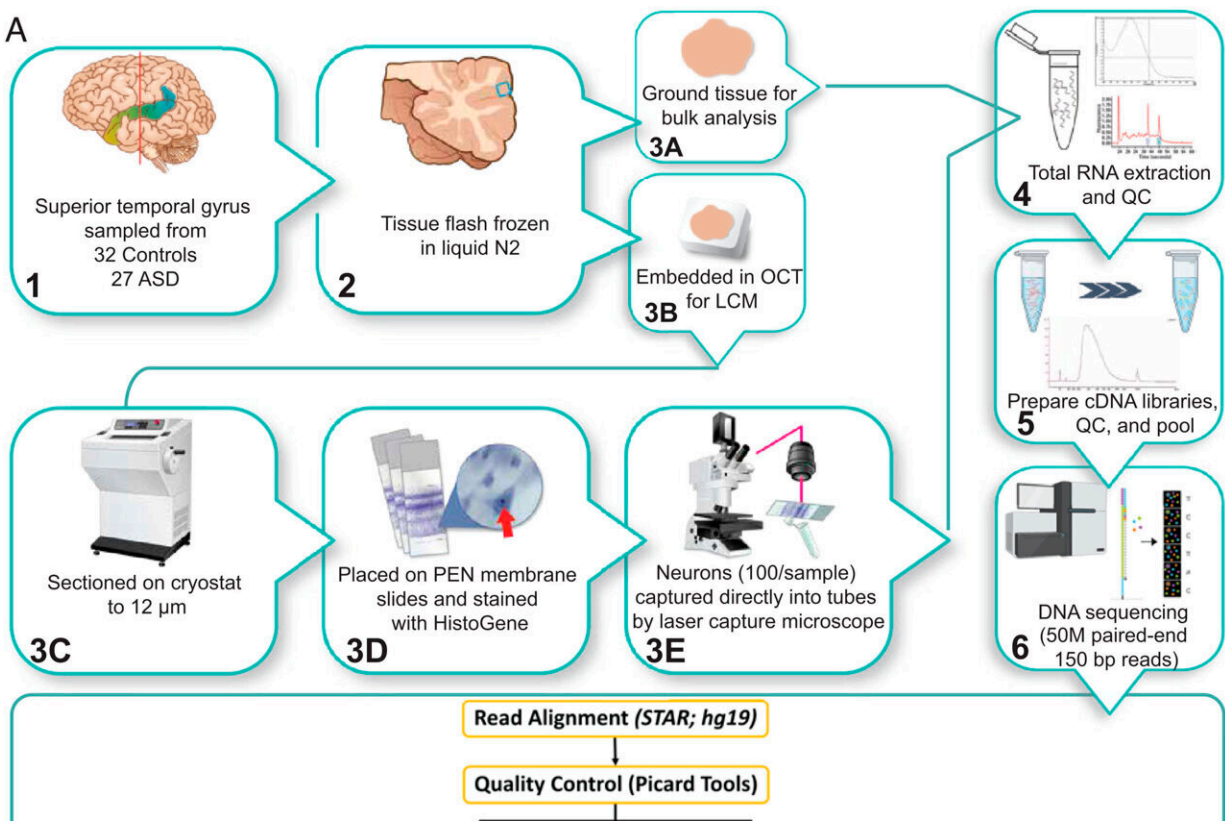 A
Superior temporal gyrus
sampled from
32 Controls
27 ASD
1
Tissue flash frozen
in liquid N2
2
Ground tissue for
bulk analysis
3A
Embedded in OCT
for LCM
3B
Sectioned on cryostat
to 12 µm
3C
Placed on PEN membrane
slides and stained
with HistoGene
3D
Neurons (100/sample)
captured directly into tubes
by laser capture microscope
3E
Total RNA extraction
and QC
4
Prepare cDNA libraries,
QC, and pool
5
DNA sequencing
(50M paired-end
150 bp reads)
6
Read Alignment (STAR; hg19)
Quality Control (Picard Tools)